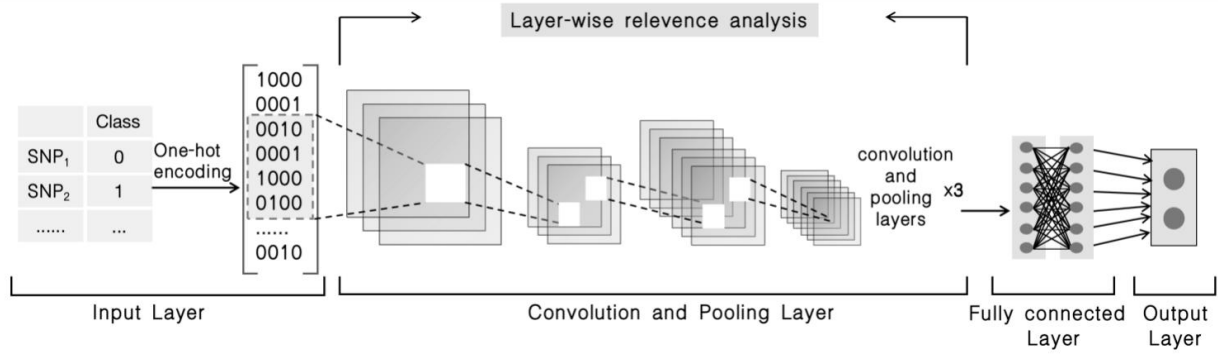 Layer-wise relevence analysis
Class
SNP1 0
SNP2 1
...... ...
One-hot
encoding
1000
0001
0010
0001
1000
0100
......
0010
convolution
and
pooling
layers
x3
Input Layer
Convolution and Pooling Layer
Fully connected
Layer
Output
Layer